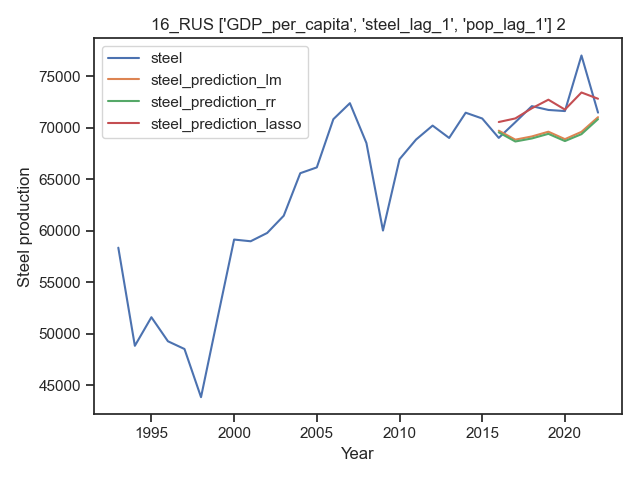 16_RUS ['GDP_per_capita', 'steel_lag_1', 'pop_lag_1'] 2
steel
steel_prediction_lm
steel_prediction_rr
steel_prediction_lasso
Steel production
75000
70000
65000
60000
55000
50000
45000
1995 2000 2005 2010 2015 2020
Year